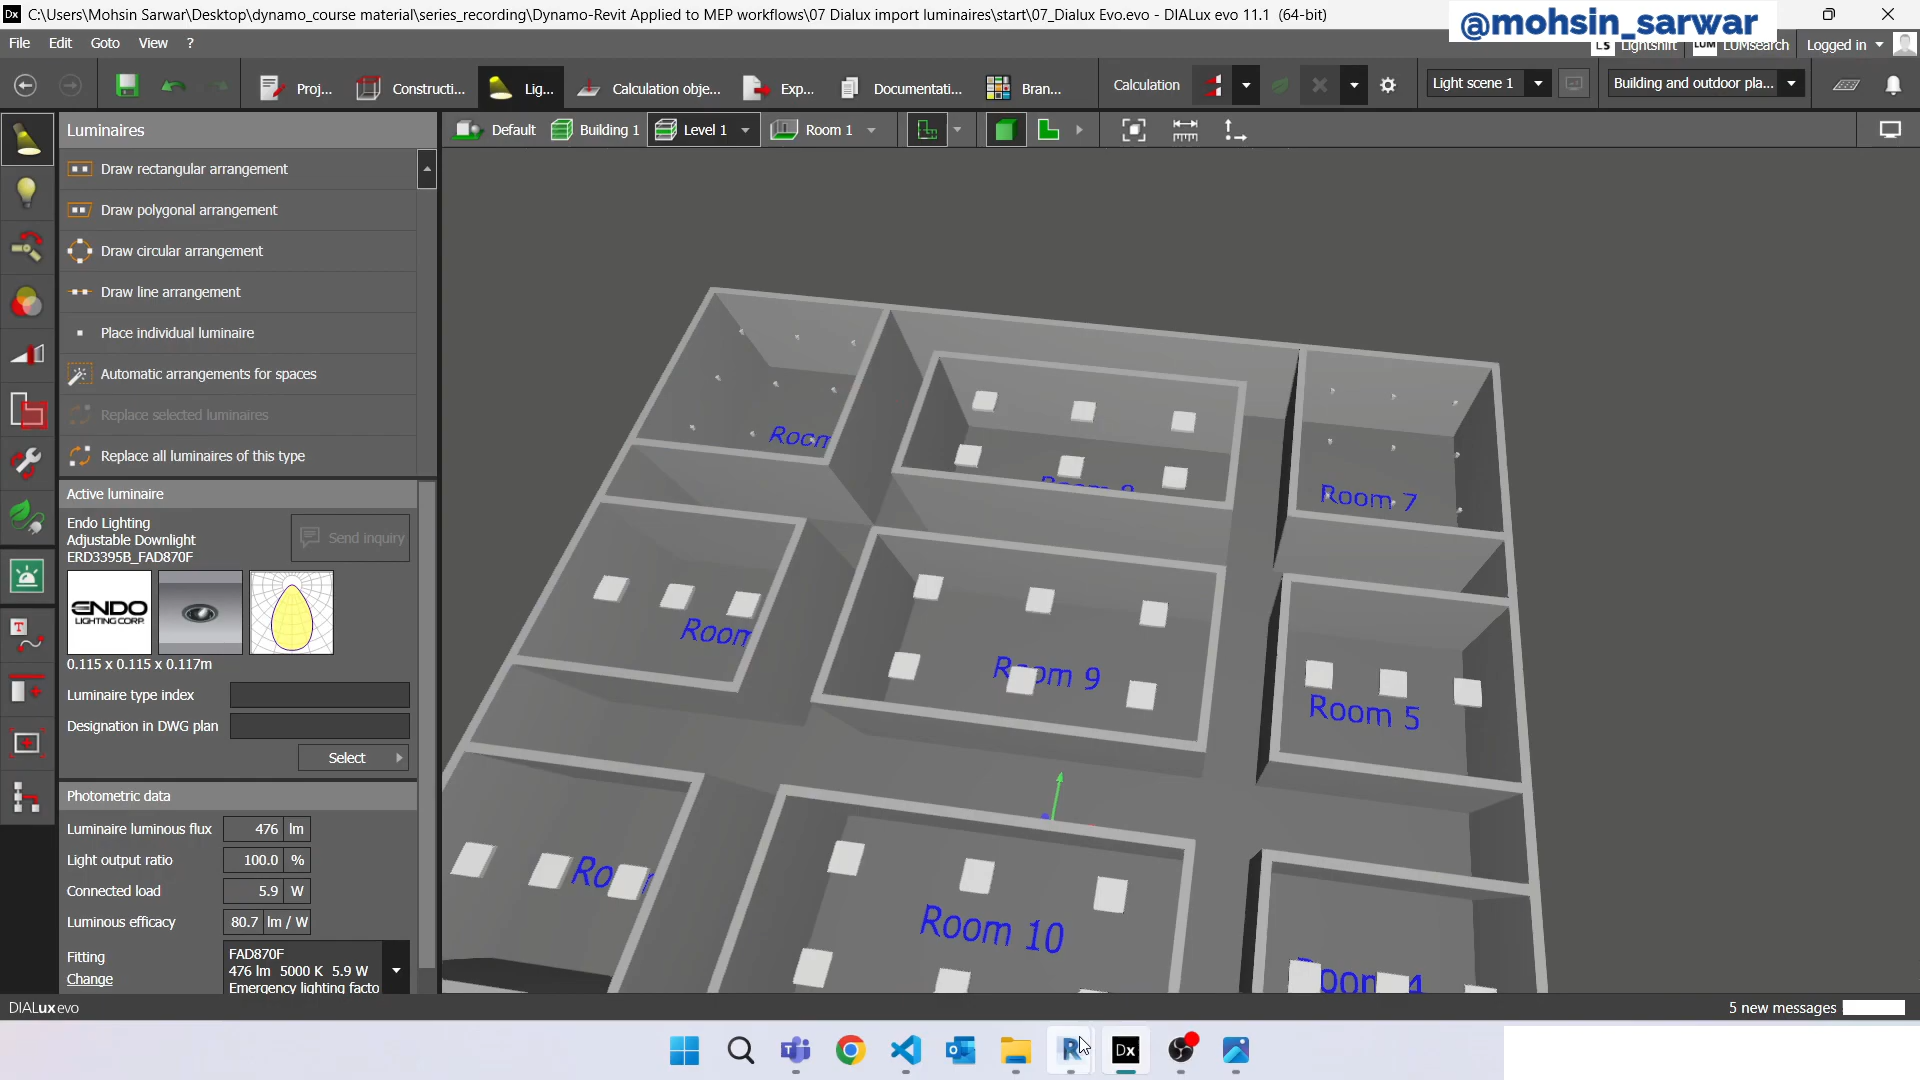 C:\Users\Mohsin Sarwar\Desktop\dynamo_course material\series_recording\Dynamo-Revit Applied to MEP workflows\07 Dialux import luminaires\start\07_Dialux Evo.evo - DIALux evo 11.1 (64-bit)
@mohsin_sarwar
File Edit Goto View ?
LS Lightshift LUM LUMsearch Logged in
Proj... Constructi... Lig... Calculation obje... Exp... Documentati... Bran... Calculation Light scene 1 Building and outdoor pla...
Luminaires
Default Building 1 Level 1 Room 1
Draw rectangular arrangement
Draw polygonal arrangement
Draw circular arrangement
Draw line arrangement
Place individual luminaire
Automatic arrangements for spaces
Replace selected luminaires
Replace all luminaires of this type
Active luminaire
Endo Lighting
Adjustable Downlight
ERD3395B_FAD870F
Send inquiry
ENDO
LIGHTING CORP.
0.115 x 0.115 x 0.117m
Luminaire type index
Designation in DWG plan
Select
Photometric data
Luminaire luminous flux 476 lm
Light output ratio 100.0 %
Connected load 5.9 W
Luminous efficacy 80.7 lm / W
Fitting
Change
FAD870F
476 lm 5000 K 5.9 W
Emergency lighting facto
Room
Room 7
Room
Room 9
Room 5
Room 10
DIALux evo
5 new messages
Dx